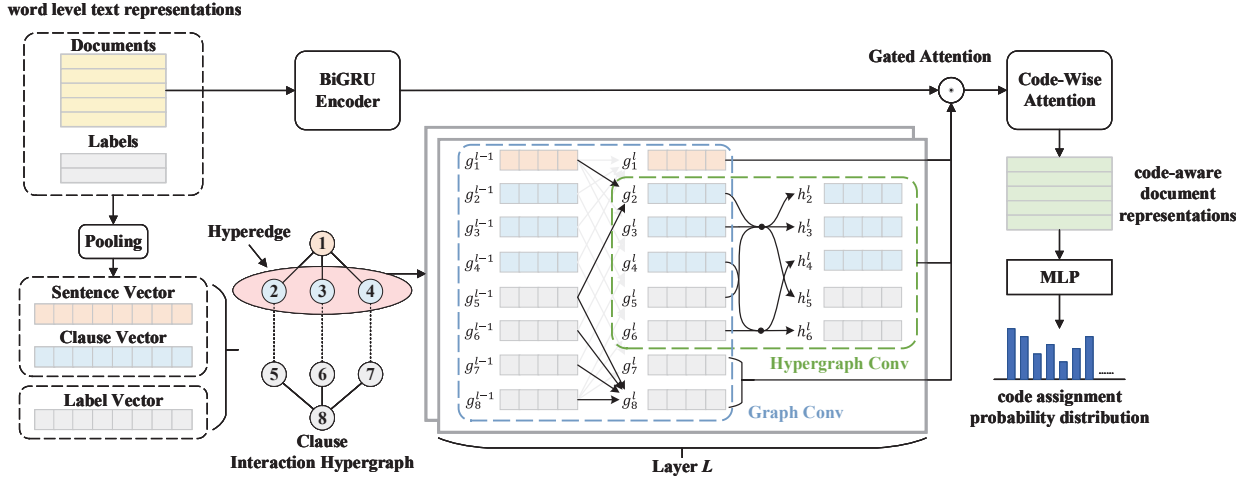 word level text representations
Documents
Labels
BiGRU
Encoder
Gated Attention
Code-Wise
Attention
code-aware
document
representations
MLP
code assignment
probability distribution
......
Pooling
Sentence Vector
Clause Vector
Label Vector
Hyperedge
1
2
3
4
5
6
7
8
Clause
Interaction Hypergraph
g_1^{l-1}
g_2^{l-1}
g_3^{l-1}
g_4^{l-1}
g_5^{l-1}
g_6^{l-1}
g_7^{l-1}
g_8^{l-1}
g_1^l
g_2^l
g_3^l
g_4^l
g_5^l
g_6^l
g_7^l
g_8^l
h_2^l
h_3^l
h_4^l
h_5^l
h_6^l
Hypergraph Conv
Graph Conv
Layer L